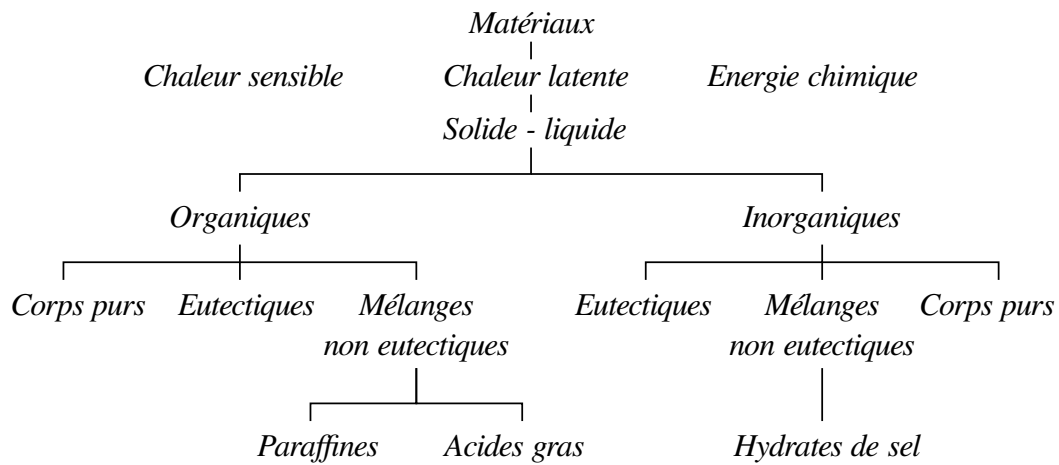 Matériaux
Chaleur sensible Chaleur latente Energie chimique
Solide - liquide
Organiques Inorganiques
Corps purs Eutectiques Mélanges Eutectiques Mélanges Corps purs
non eutectiques non eutectiques
Paraffines Acides gras Hydrates de sel